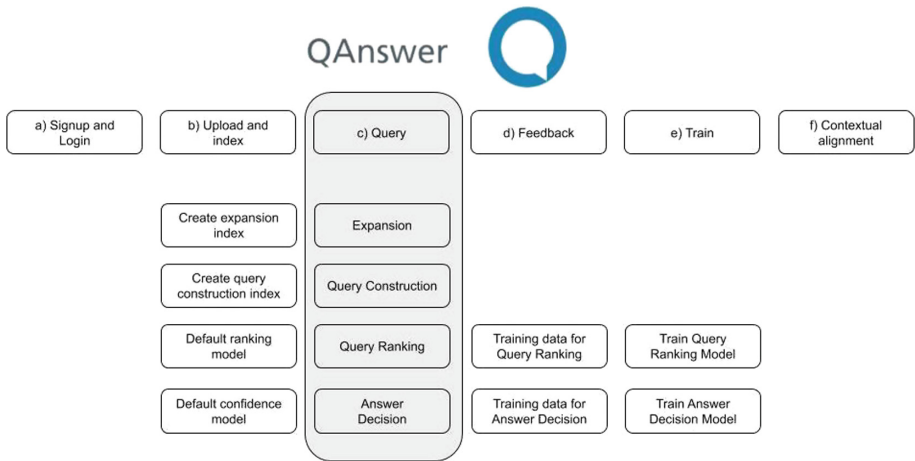 QAnswer
a) Signup and
Login
b) Upload and
index
c) Query
d) Feedback
e) Train
f) Contextual
alignment
Create expansion
index
Expansion
Create query
construction index
Query Construction
Default ranking
model
Query Ranking
Training data for
Query Ranking
Train Query
Ranking Model
Default confidence
model
Answer
Decision
Training data for
Answer Decision
Train Answer
Decision Model